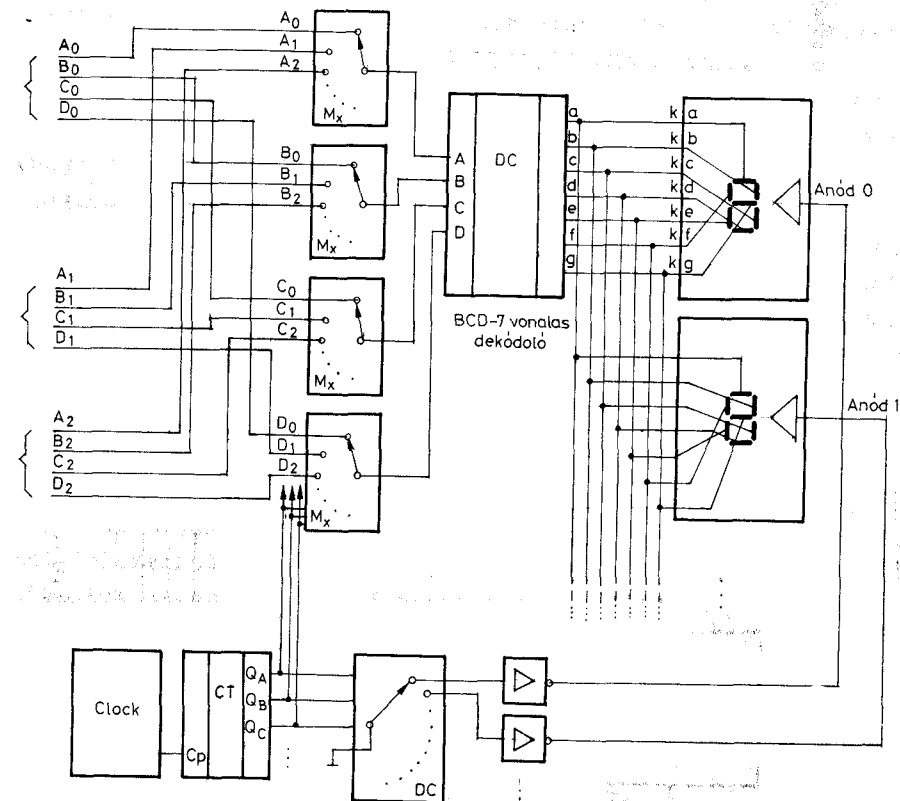 A0
B0
C0
D0
A1
B1
C1
D1
A2
B2
C2
D2
A0
A1
A2
Mx
B0
B1
B2
Mx
C0
C1
C2
Mx
D0
D1
D2
Mx
A
B
C
D
DC
a
b
c
d
e
f
g
BCD-7 vonalas
dekódoló
k a
k b
k c
k d
k e
k f
k g
Anód 0
Anód 1
Clock
Cp
CT
QA
QB
QC
DC